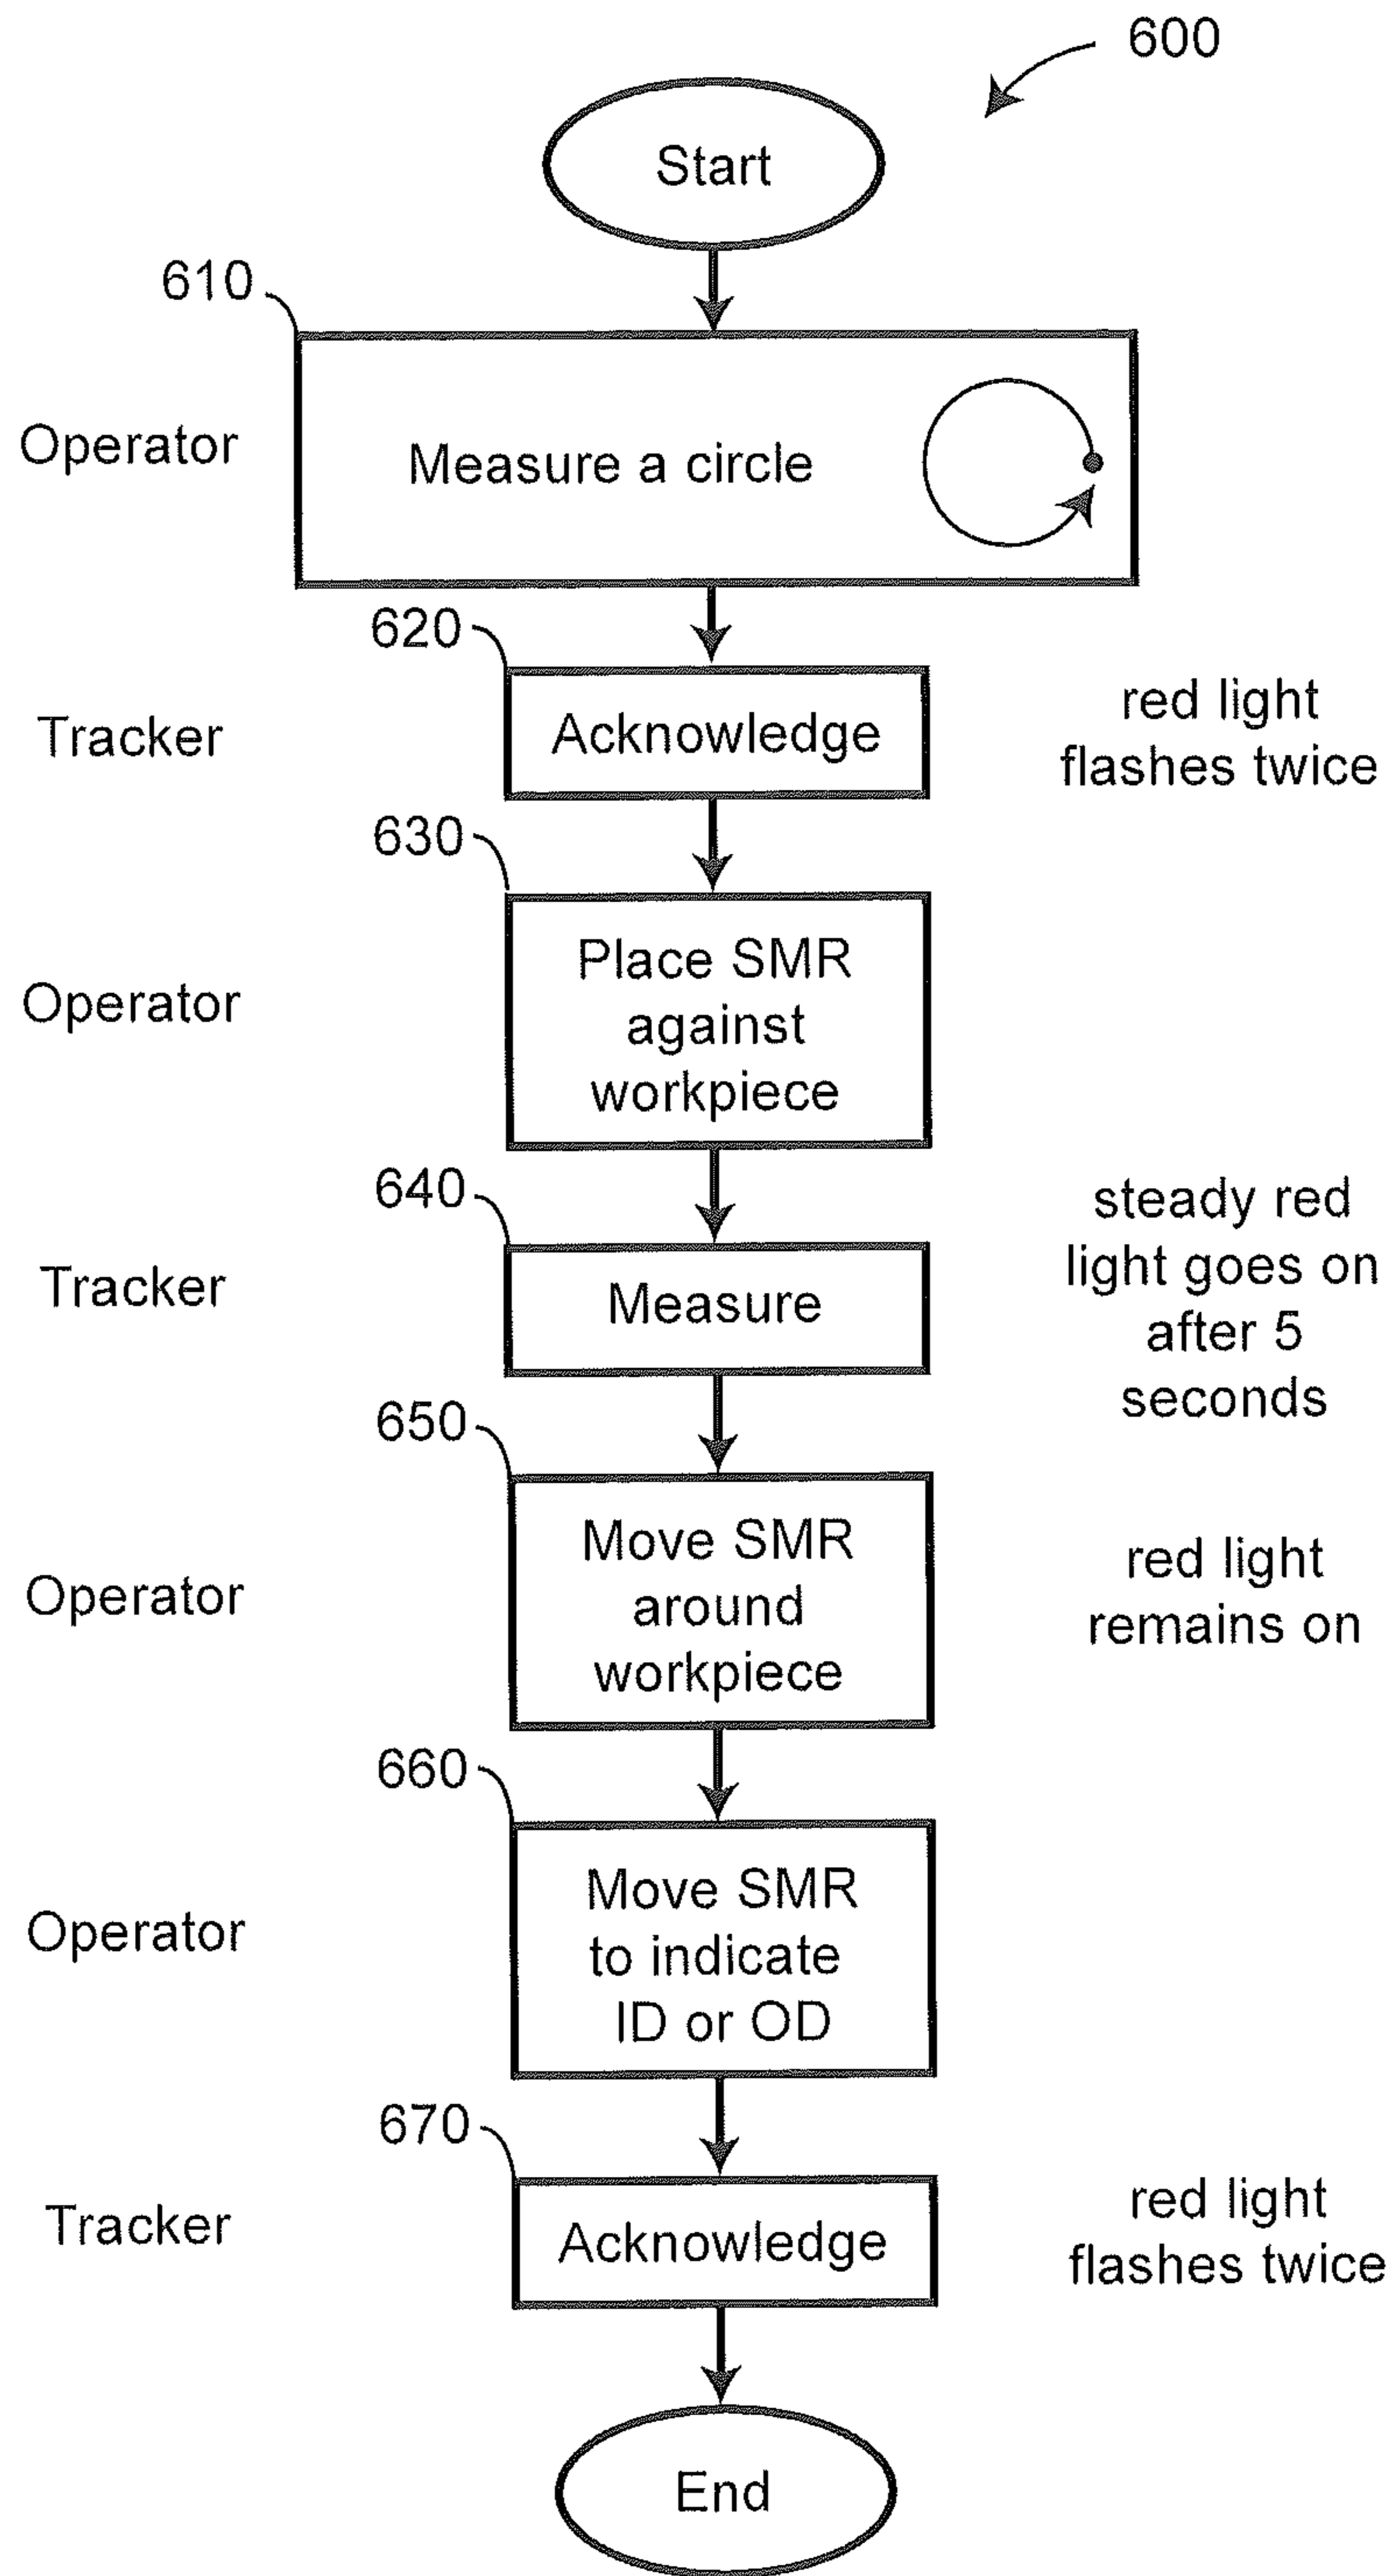 600
Start
610
Operator
Measure a circle
620
Tracker
Acknowledge
red light
flashes twice
630
Operator
Place SMR
against
workpiece
640
Tracker
Measure
steady red
light goes on
after 5
seconds
650
Operator
Move SMR
around
workpiece
red light
remains on
660
Operator
Move SMR
to indicate
ID or OD
670
Tracker
Acknowledge
red light
flashes twice
End